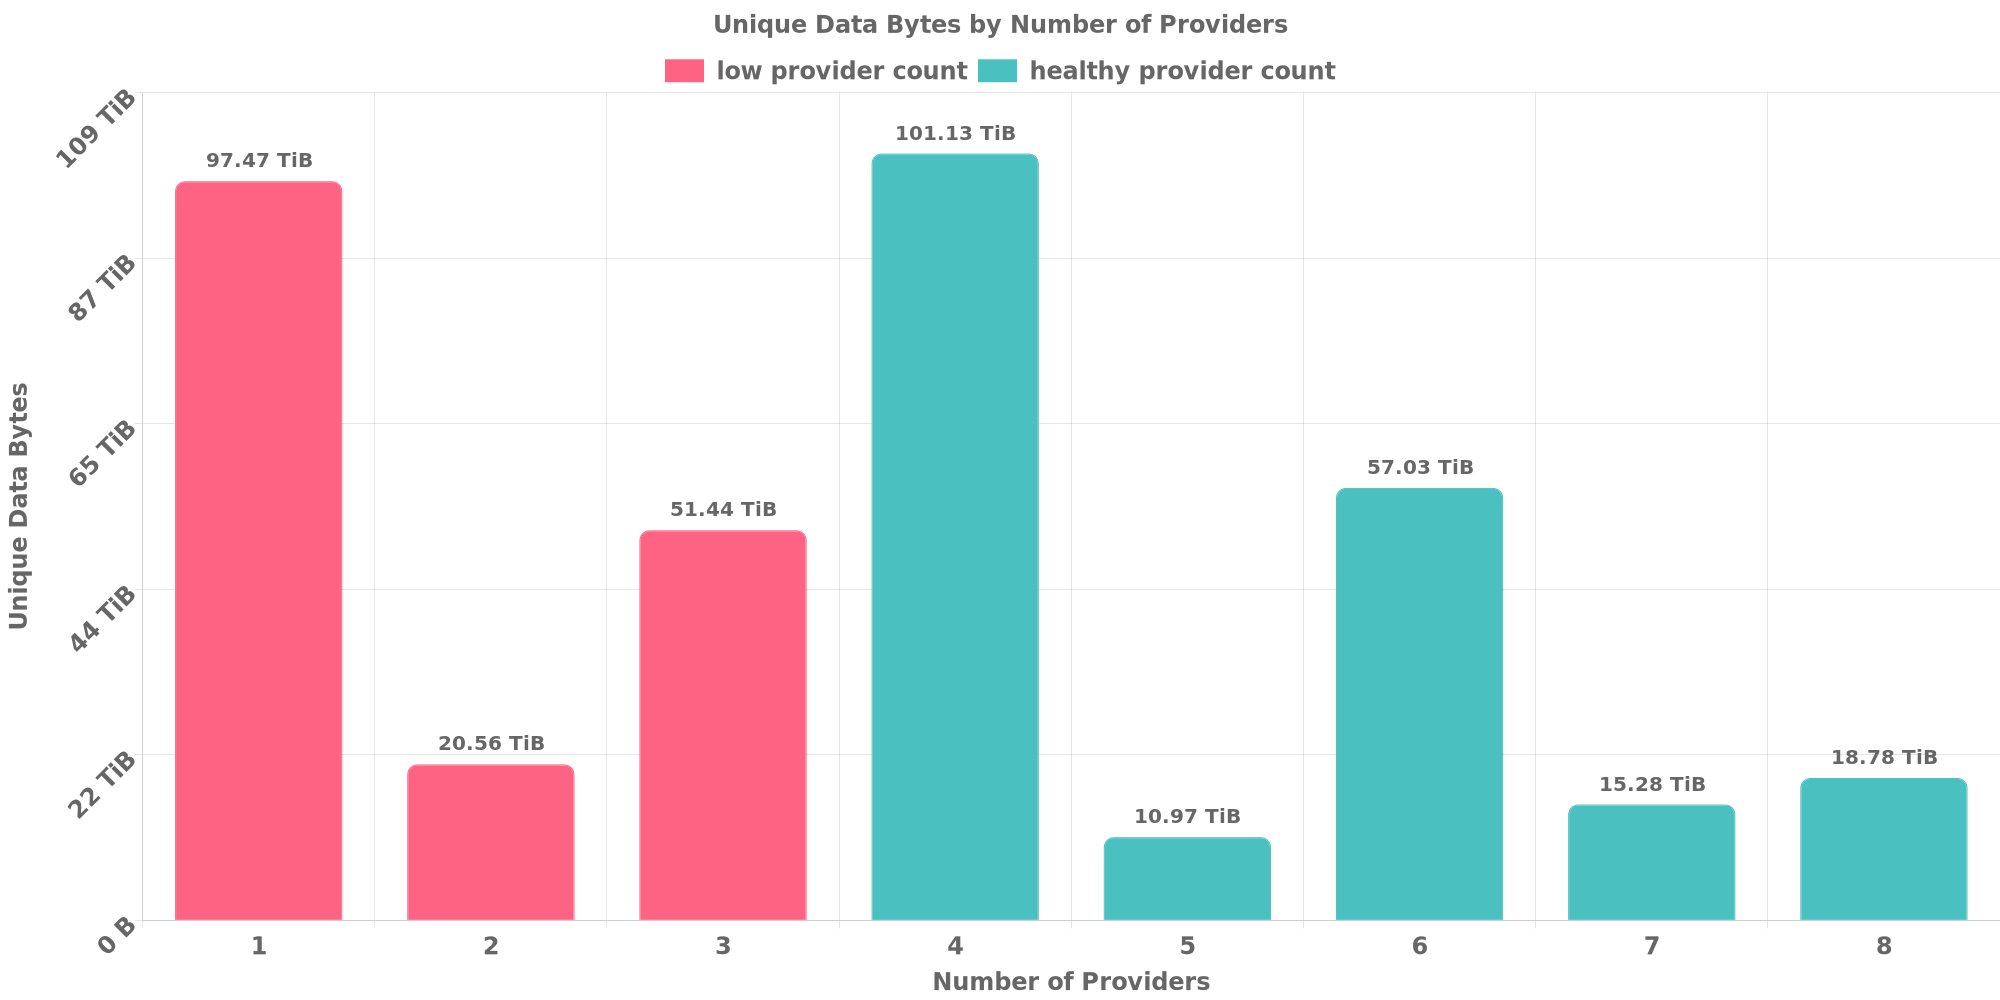 Unique Data Bytes by Number of Providers
low provider count healthy provider count
109 TiB
87 TiB
65 TiB
44 TiB
22 TiB
0 B
Unique Data Bytes
97.47 TiB
20.56 TiB
51.44 TiB
101.13 TiB
10.97 TiB
57.03 TiB
15.28 TiB
18.78 TiB
1 2 3 4 5 6 7 8
Number of Providers